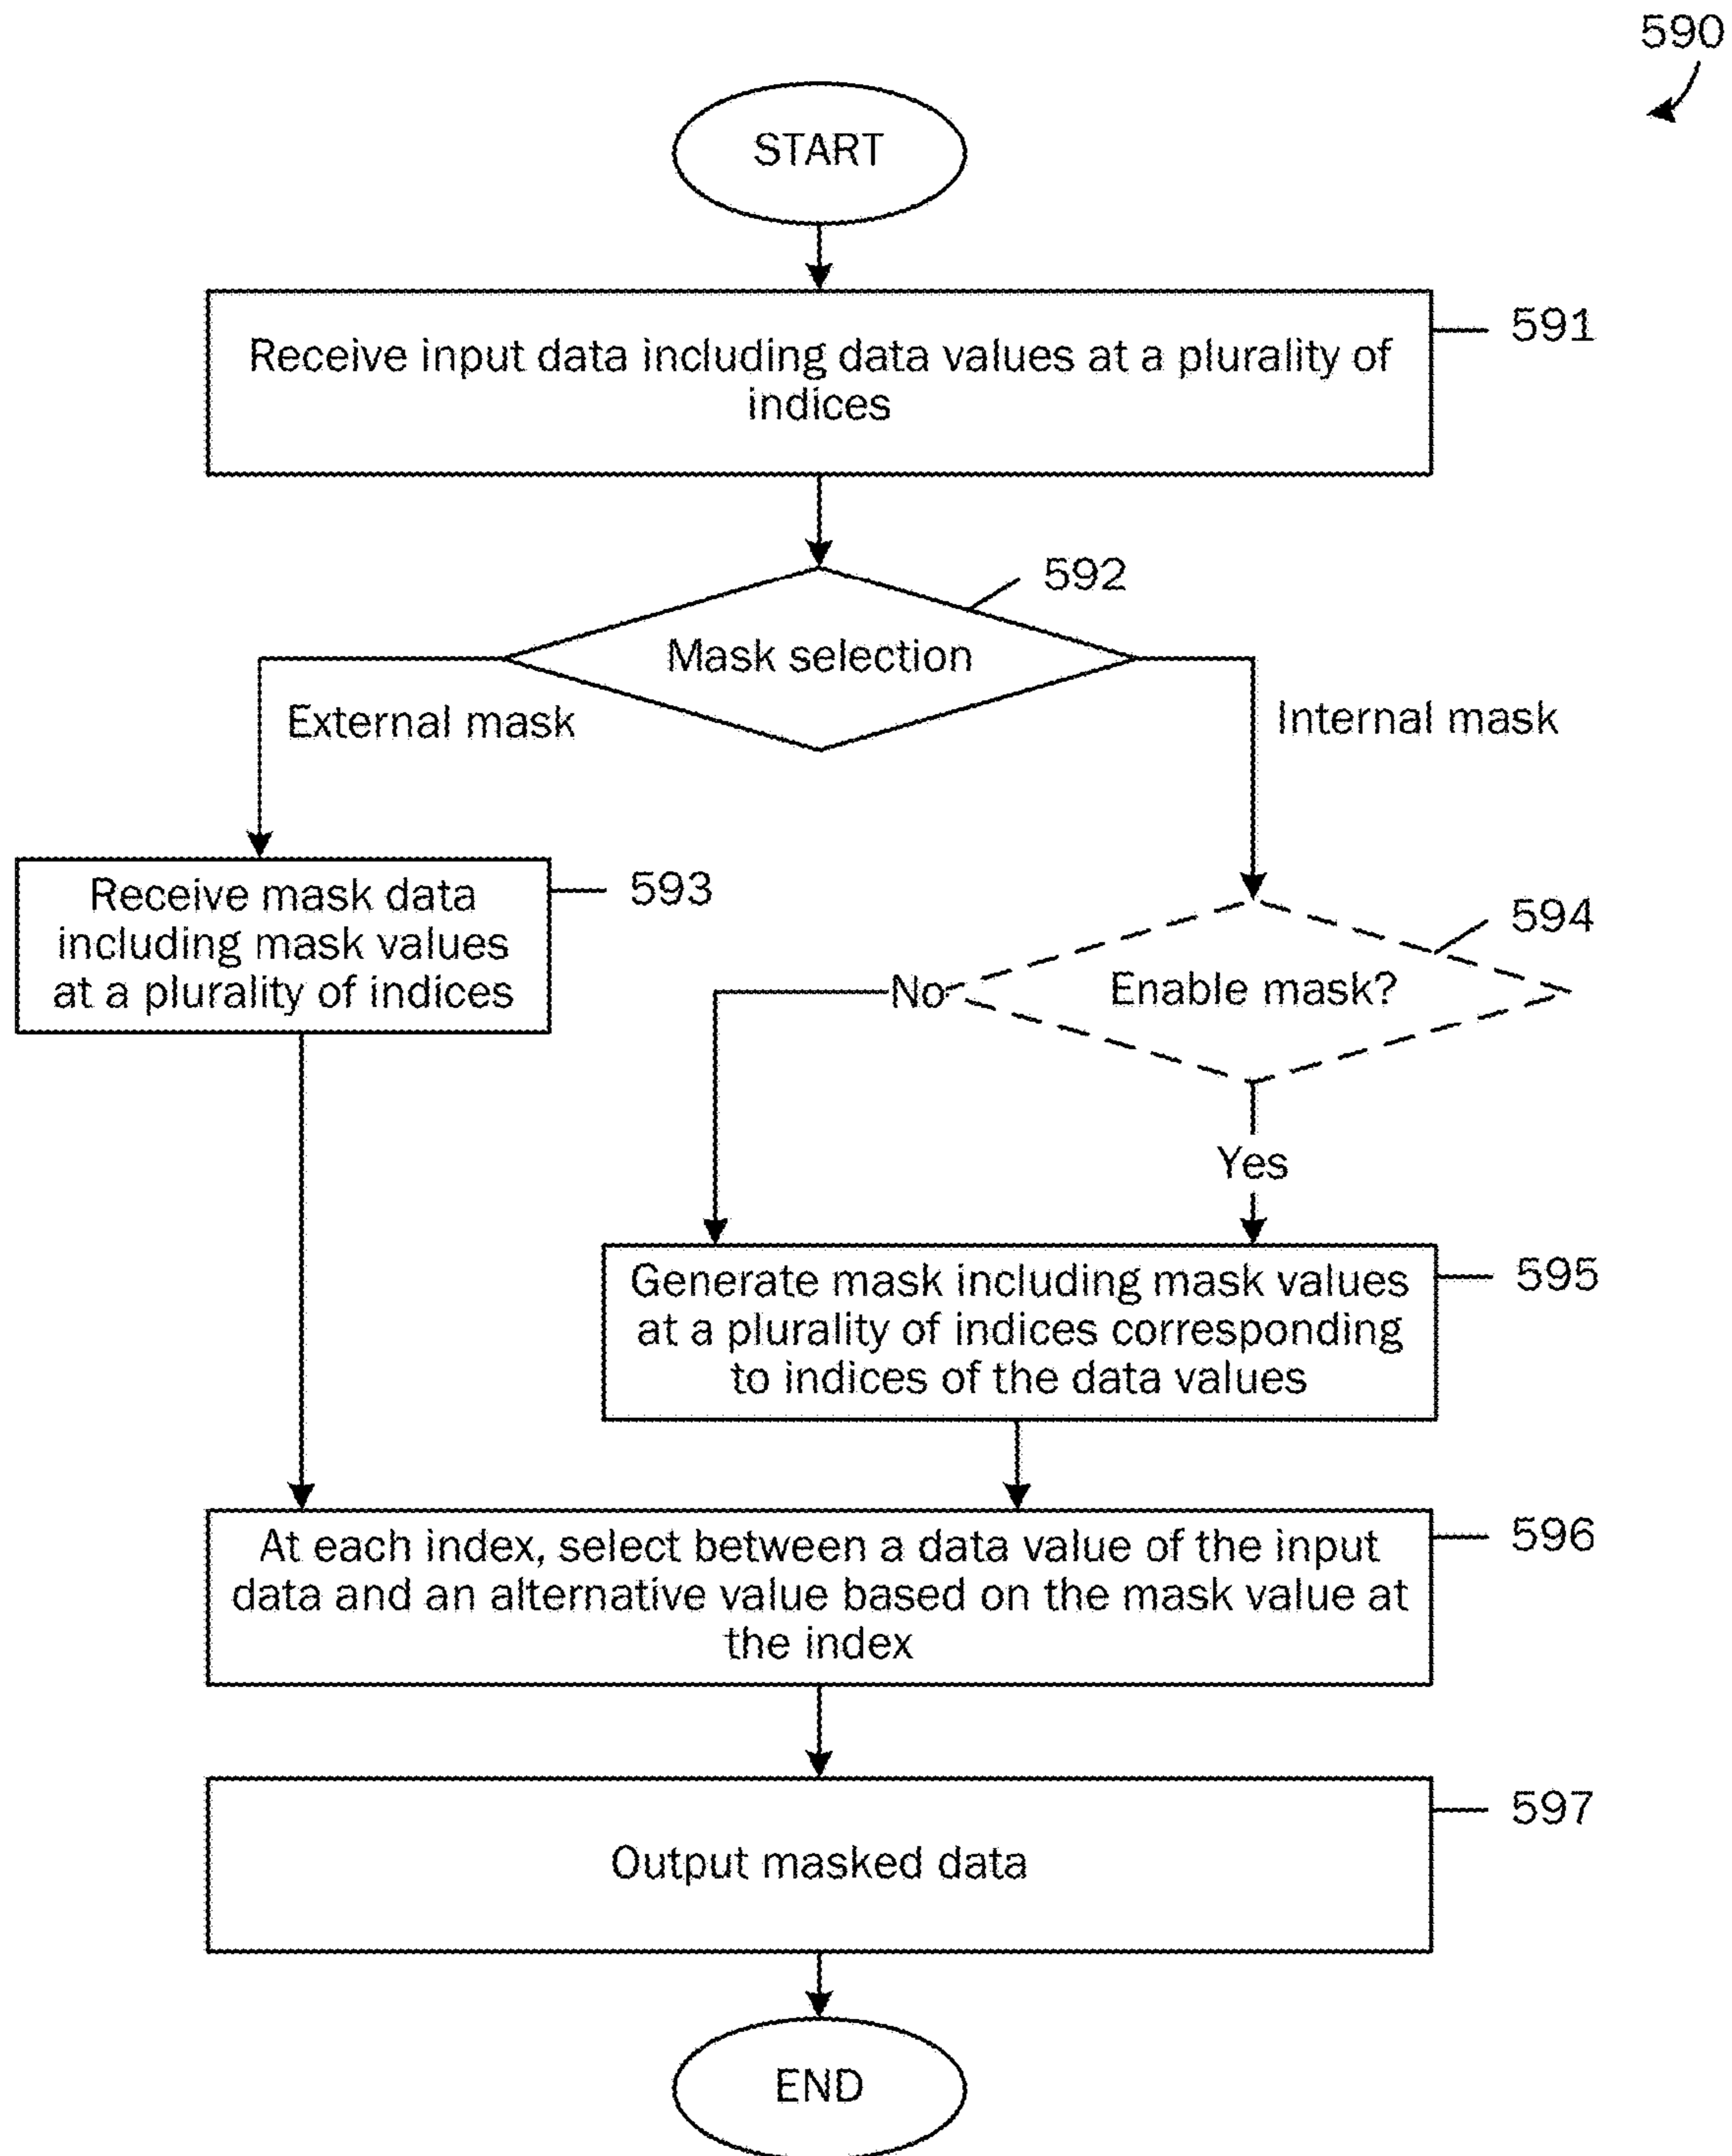 590
START
Receive input data including data values at a plurality of
indices
591
592
Mask selection
External mask
Internal mask
Receive mask data
including mask values
at a plurality of indices
593
594
Enable mask?
No
Yes
Generate mask including mask values
at a plurality of indices corresponding
to indices of the data values
595
At each index, select between a data value of the input
data and an alternative value based on the mask value at
the index
596
Output masked data
597
END